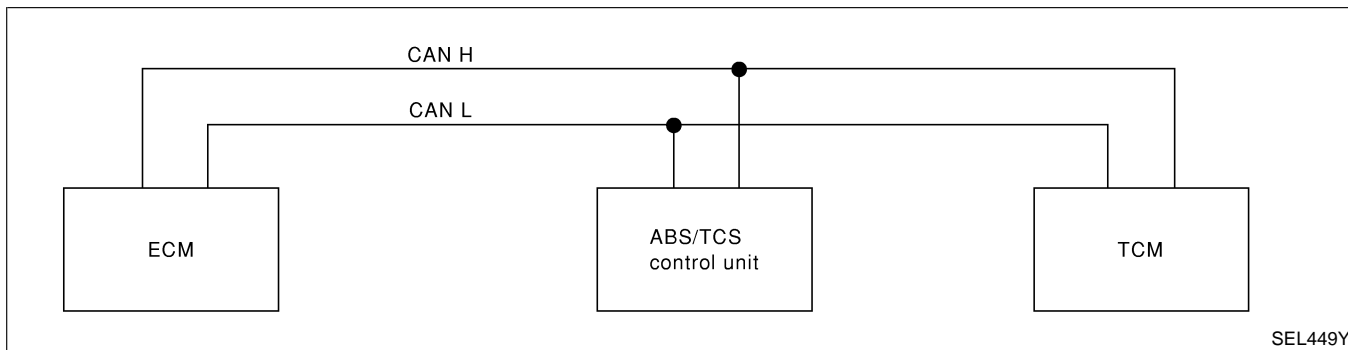 CAN H
CAN L
ECM
ABS/TCS
control unit
TCM
SEL449Y